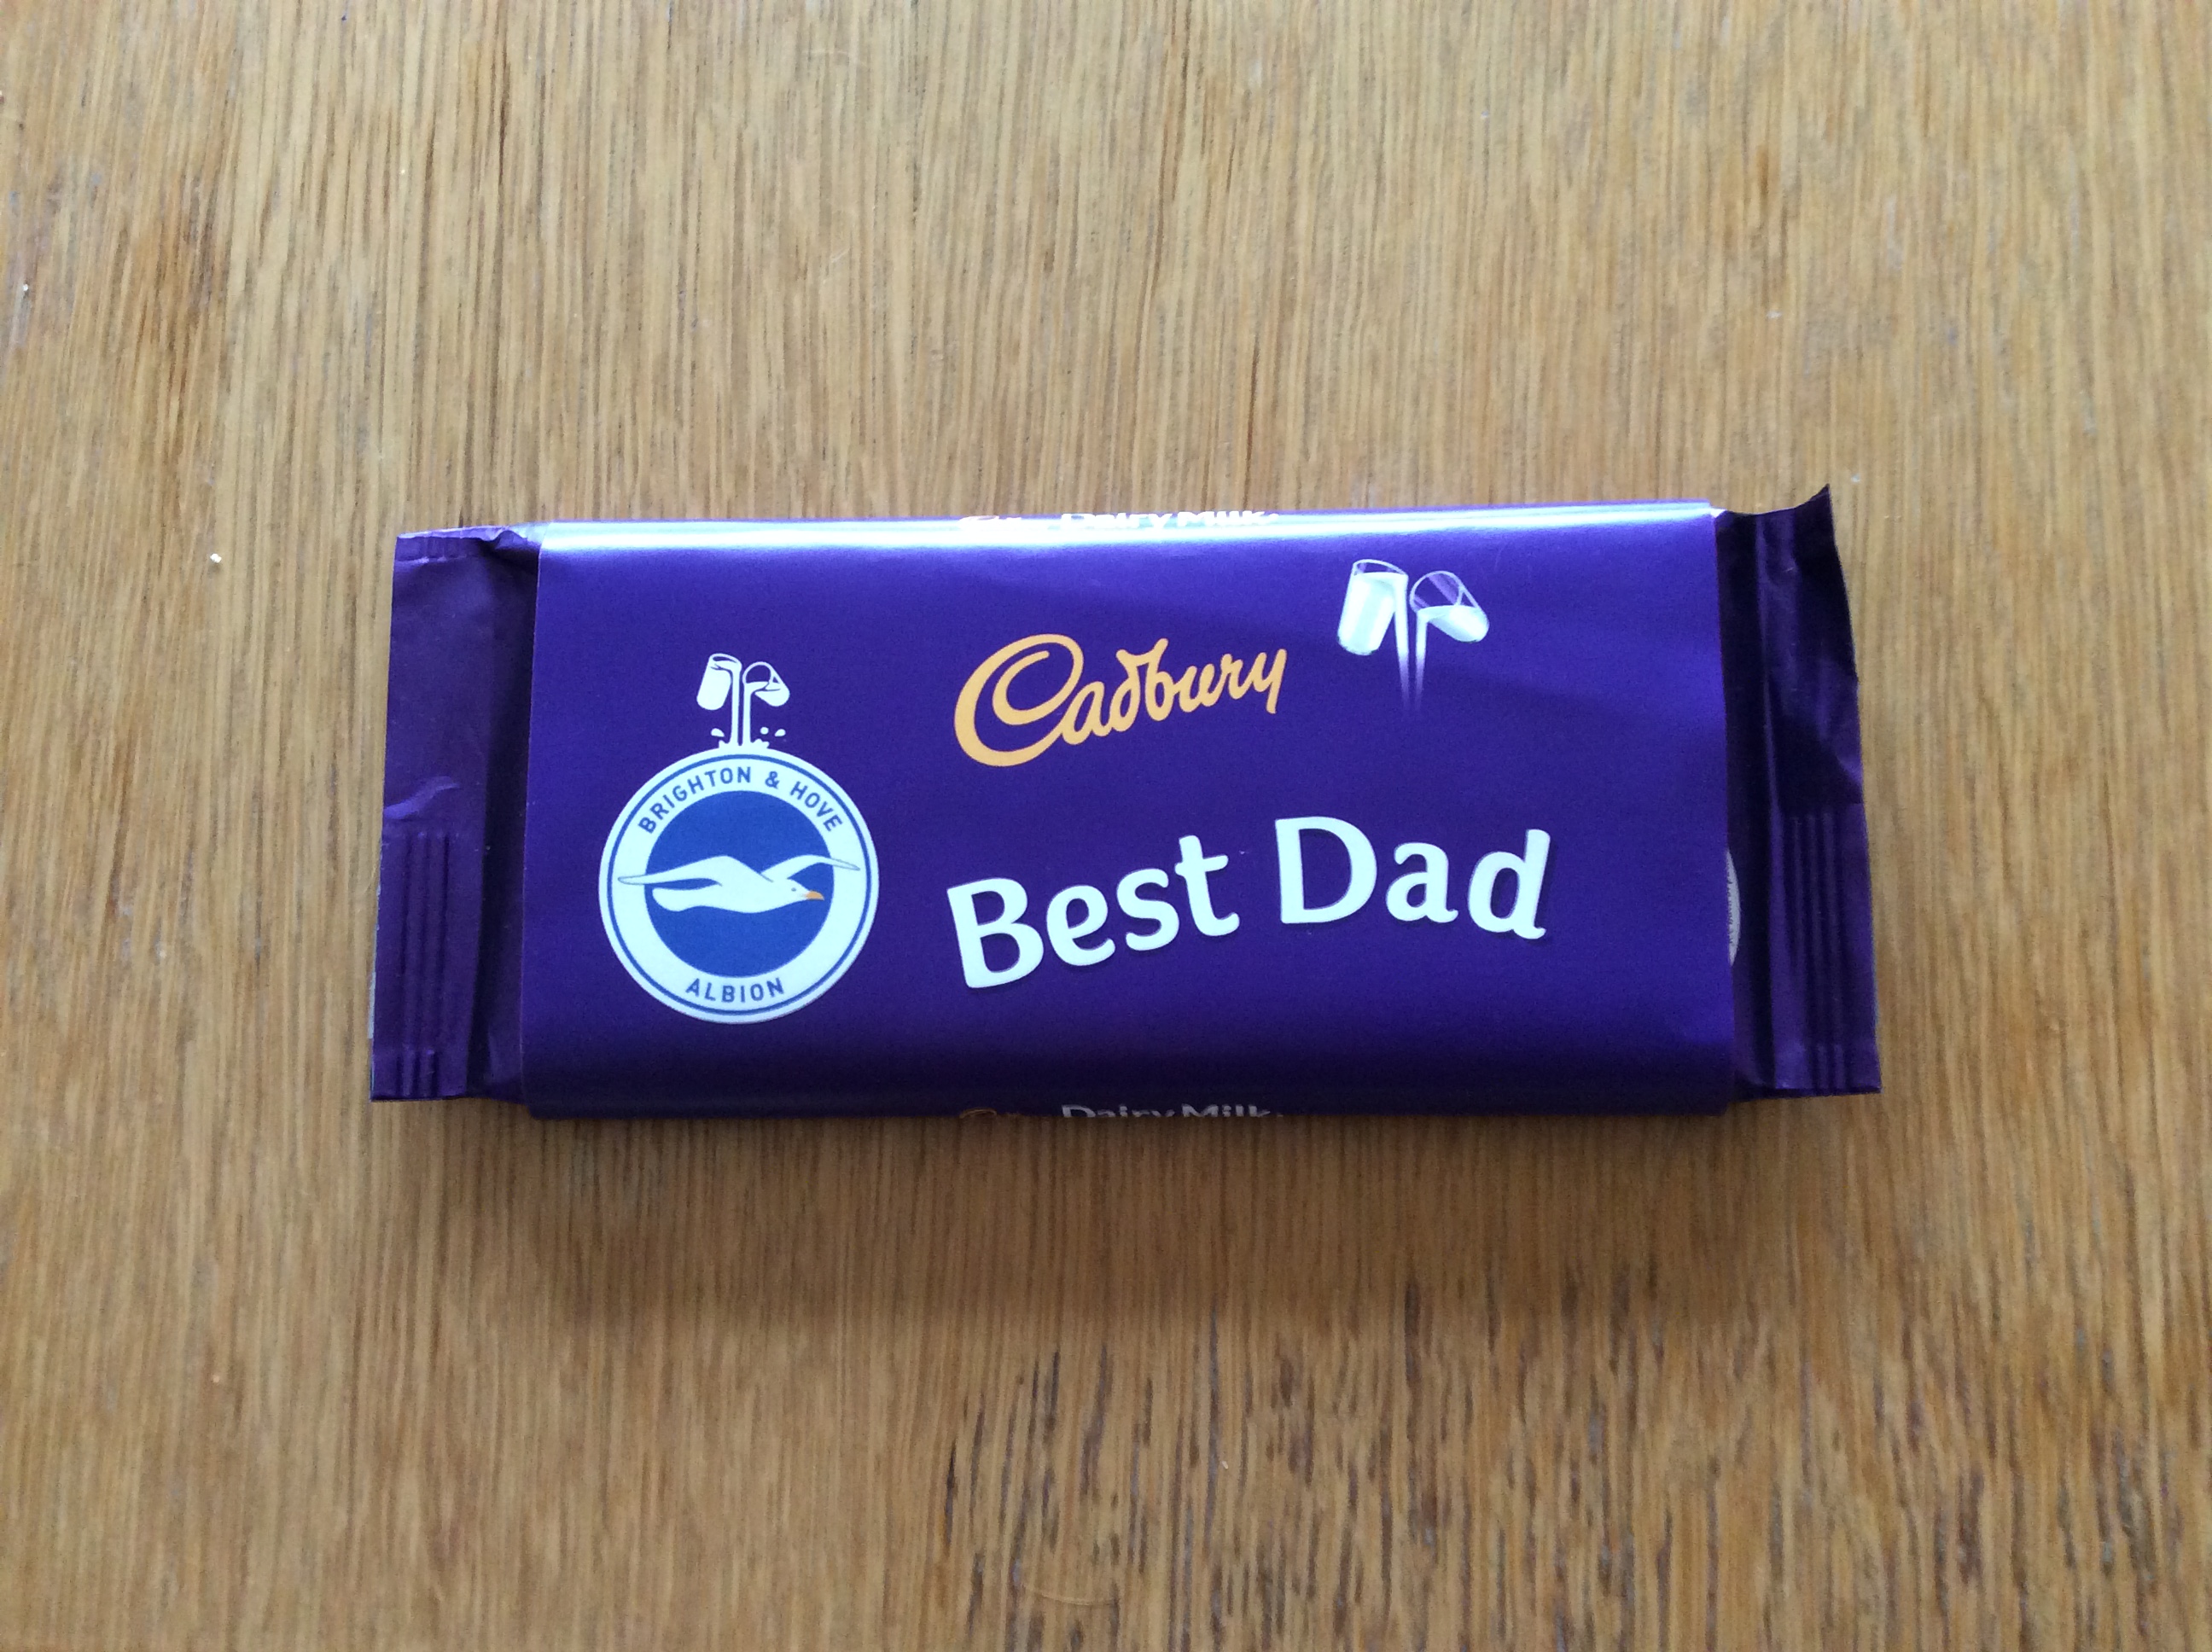 Dairy Milk
Cadbury
BRIGHTON & HOVE
ALBION
Best Dad
Dairy Milk